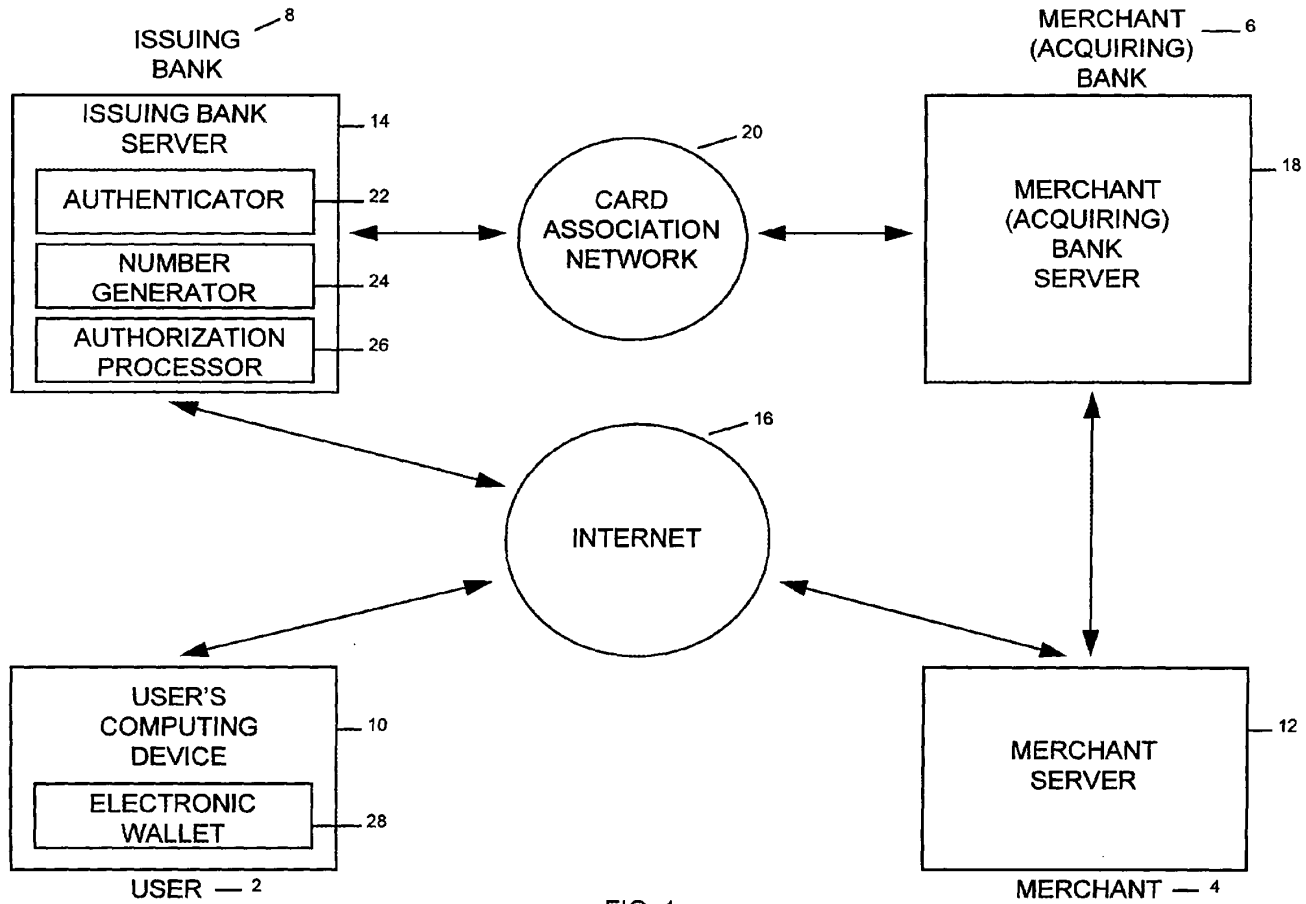 ISSUING
BANK
8
MERCHANT
(ACQUIRING)
BANK
6
ISSUING BANK
SERVER
14
AUTHENTICATOR
22
NUMBER
GENERATOR
24
AUTHORIZATION
PROCESSOR
26
20
CARD
ASSOCIATION
NETWORK
MERCHANT
(ACQUIRING)
BANK
SERVER
18
16
INTERNET
USER'S
COMPUTING
DEVICE
10
ELECTRONIC
WALLET
28
USER — 2
MERCHANT
SERVER
12
MERCHANT — 4